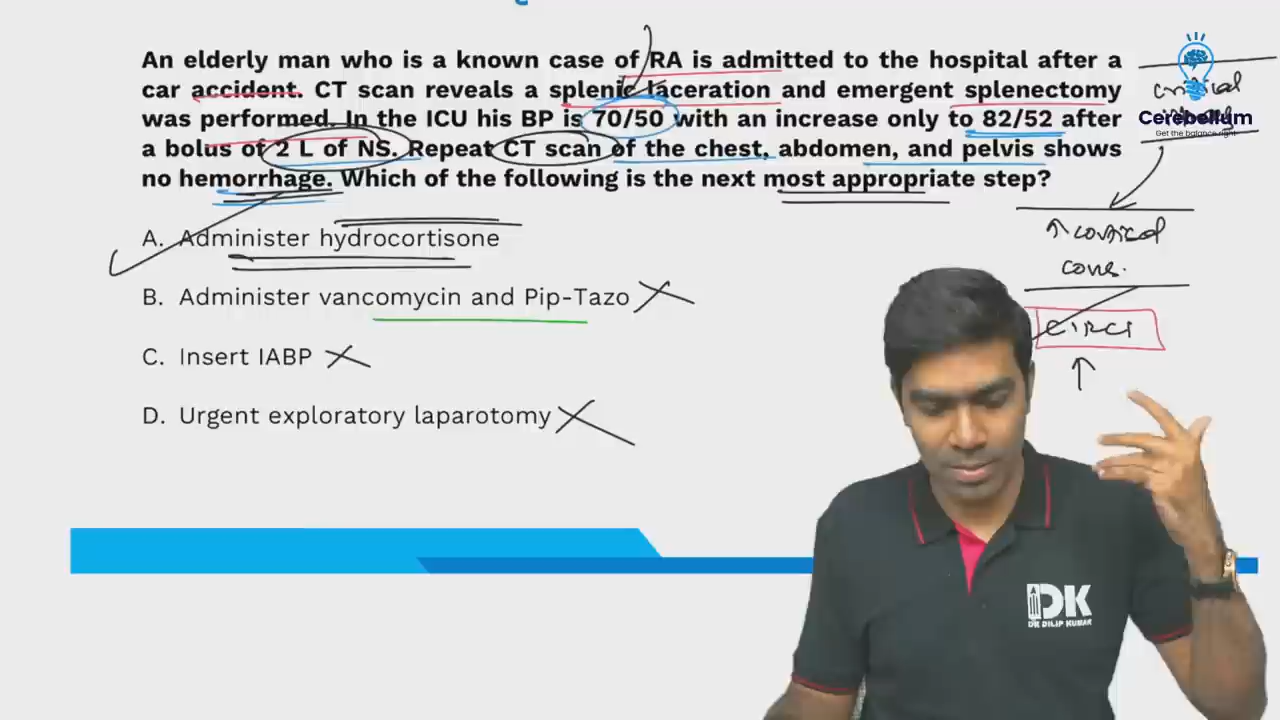 An elderly man who is a known case of RA is admitted to the hospital after a
car accident. CT scan reveals a splenic laceration and emergent splenectomy
was performed. In the ICU his BP is 70/50 with an increase only to 82/52 after
a bolus of 2 L of NS. Repeat CT scan of the chest, abdomen, and pelvis shows
no hemorrhage. Which of the following is the next most appropriate step?
A. Administer hydrocortisone
B. Administer vancomycin and Pip-Tazo
C. Insert IABP
D. Urgent exploratory laparotomy
Cerebellum
Get the balance right
↑ cortical
cons.
CIRCI
↑
DK
DR DILIP KUMAR